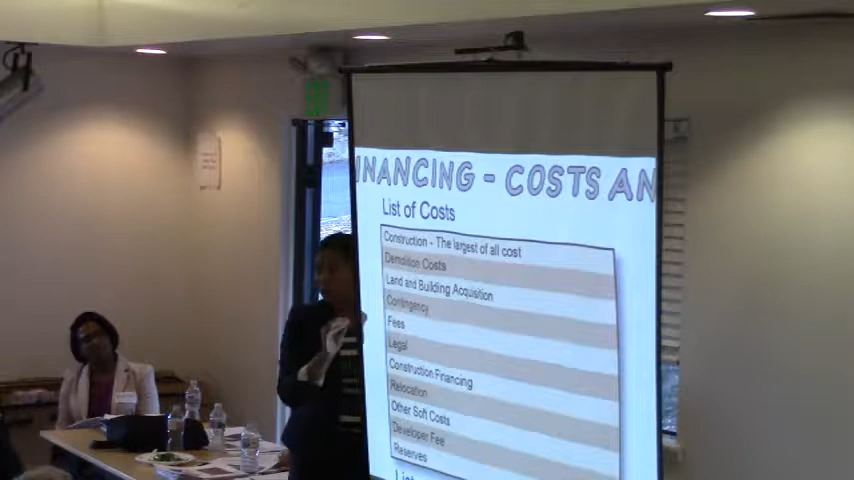 INANCING - COSTS AN
List of Costs
Construction - The largest of all cost
Demolition Costs
Land and Building Acquisition
Contingency
Fees
Legal
Construction Financing
Relocation
Other Soft Costs
Developer Fee
Reserves